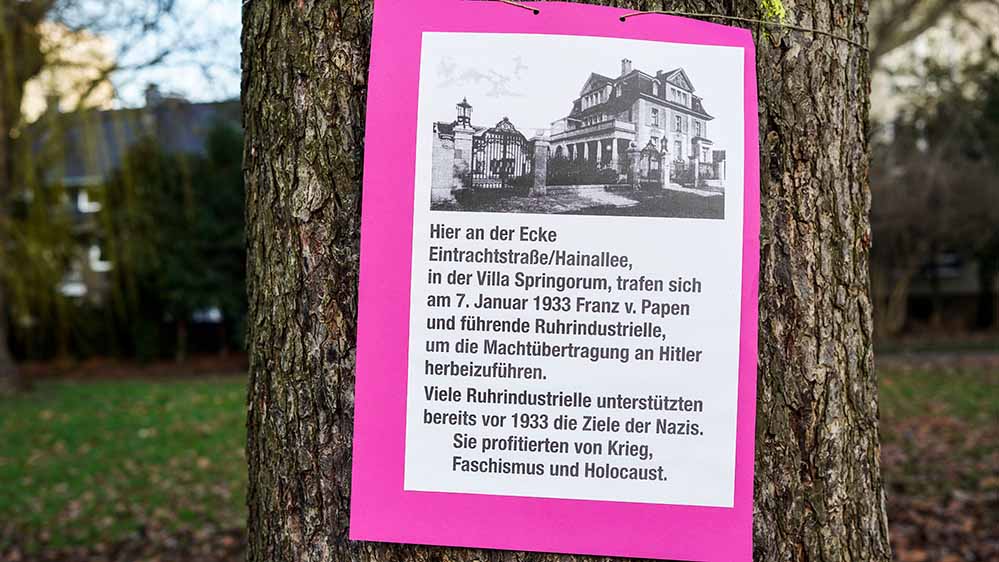 Hier an der Ecke
Eintrachtstraße/Hainallee,
in der Villa Springorum, trafen sich
am 7. Januar 1933 Franz v. Papen
und führende Ruhrindustrielle,
um die Machtübertragung an Hitler
herbeizuführen.
Viele Ruhrindustrielle unterstützten
bereits vor 1933 die Ziele der Nazis.
Sie profitierten von Krieg,
Faschismus und Holocaust.